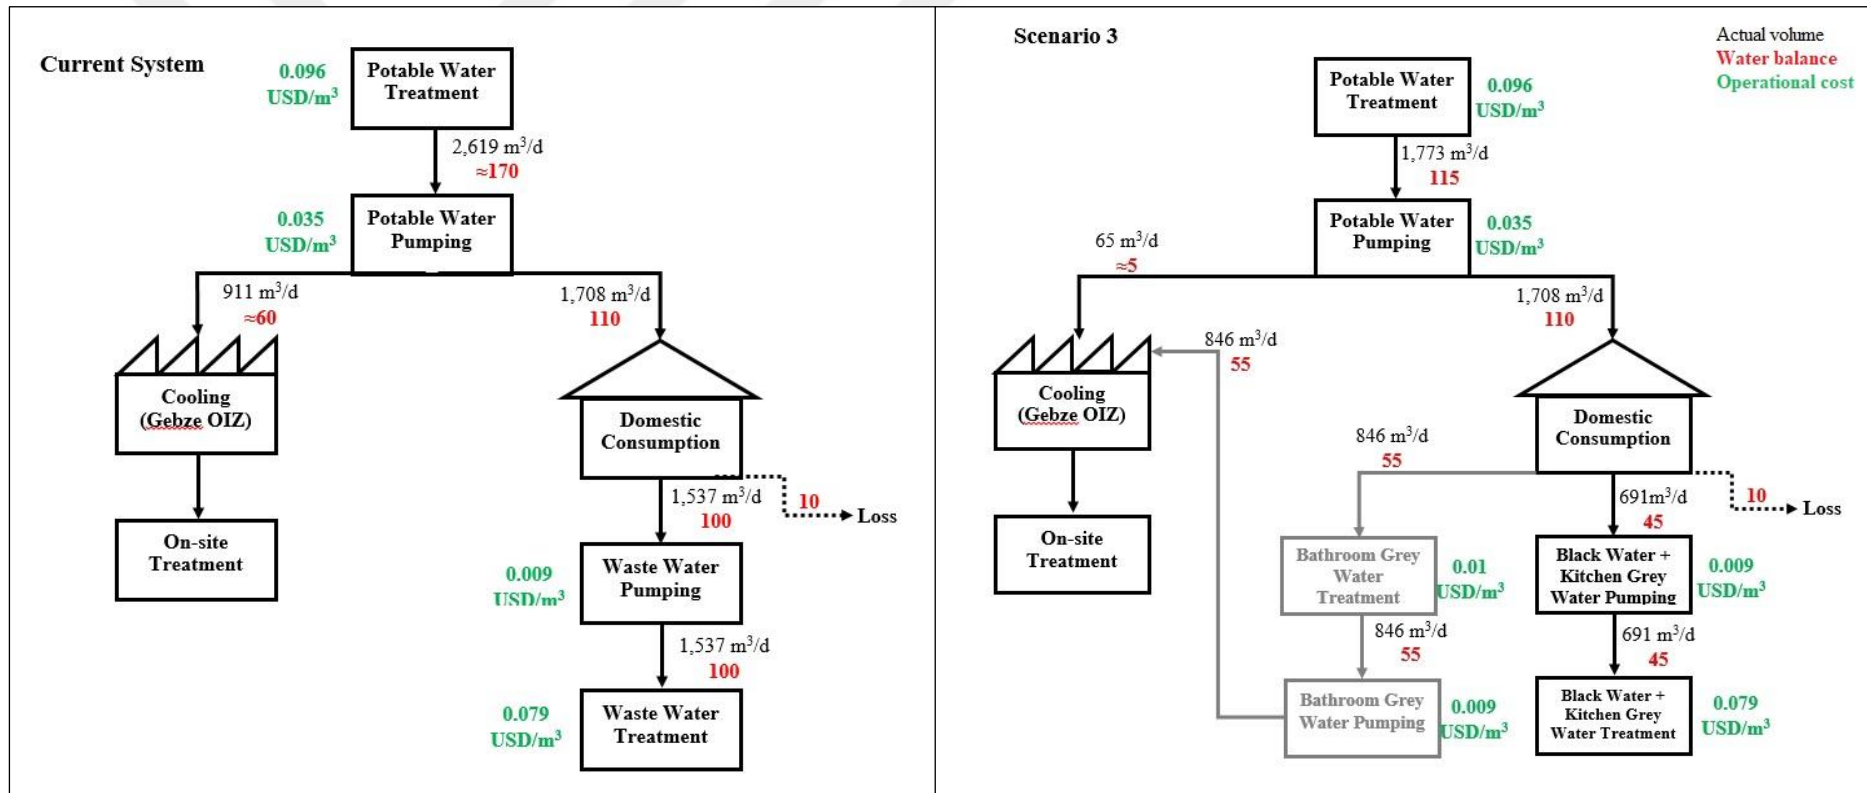 Current System
0.096
USD/m³
Potable Water
Treatment
2,619 m³/d
≈170
0.035
USD/m³
Potable Water
Pumping
911 m³/d
≈60
1,708 m³/d
110
Cooling
(Gebze OIZ)
Domestic
Consumption
1,537 m³/d
100
10
Loss
On-site
Treatment
0.009
USD/m³
Waste Water
Pumping
1,537 m³/d
100
0.079
USD/m³
Waste Water
Treatment
Scenario 3
Actual volume
Water balance
Operational cost
Potable Water
Treatment
0.096
USD/m³
1,773 m³/d
115
Potable Water
Pumping
0.035
USD/m³
65 m³/d
≈5
1,708 m³/d
110
846 m³/d
55
Cooling
(Gebze OIZ)
Domestic
Consumption
846 m³/d
55
691m³/d
45
10
Loss
On-site
Treatment
Bathroom Grey
Water
Treatment
0.01
USD/m³
Black Water +
Kitchen Grey
Water Pumping
0.009
USD/m³
846 m³/d
55
691 m³/d
45
Bathroom Grey
Water Pumping
0.009
USD/m³
Black Water +
Kitchen Grey
Water Treatment
0.079
USD/m³